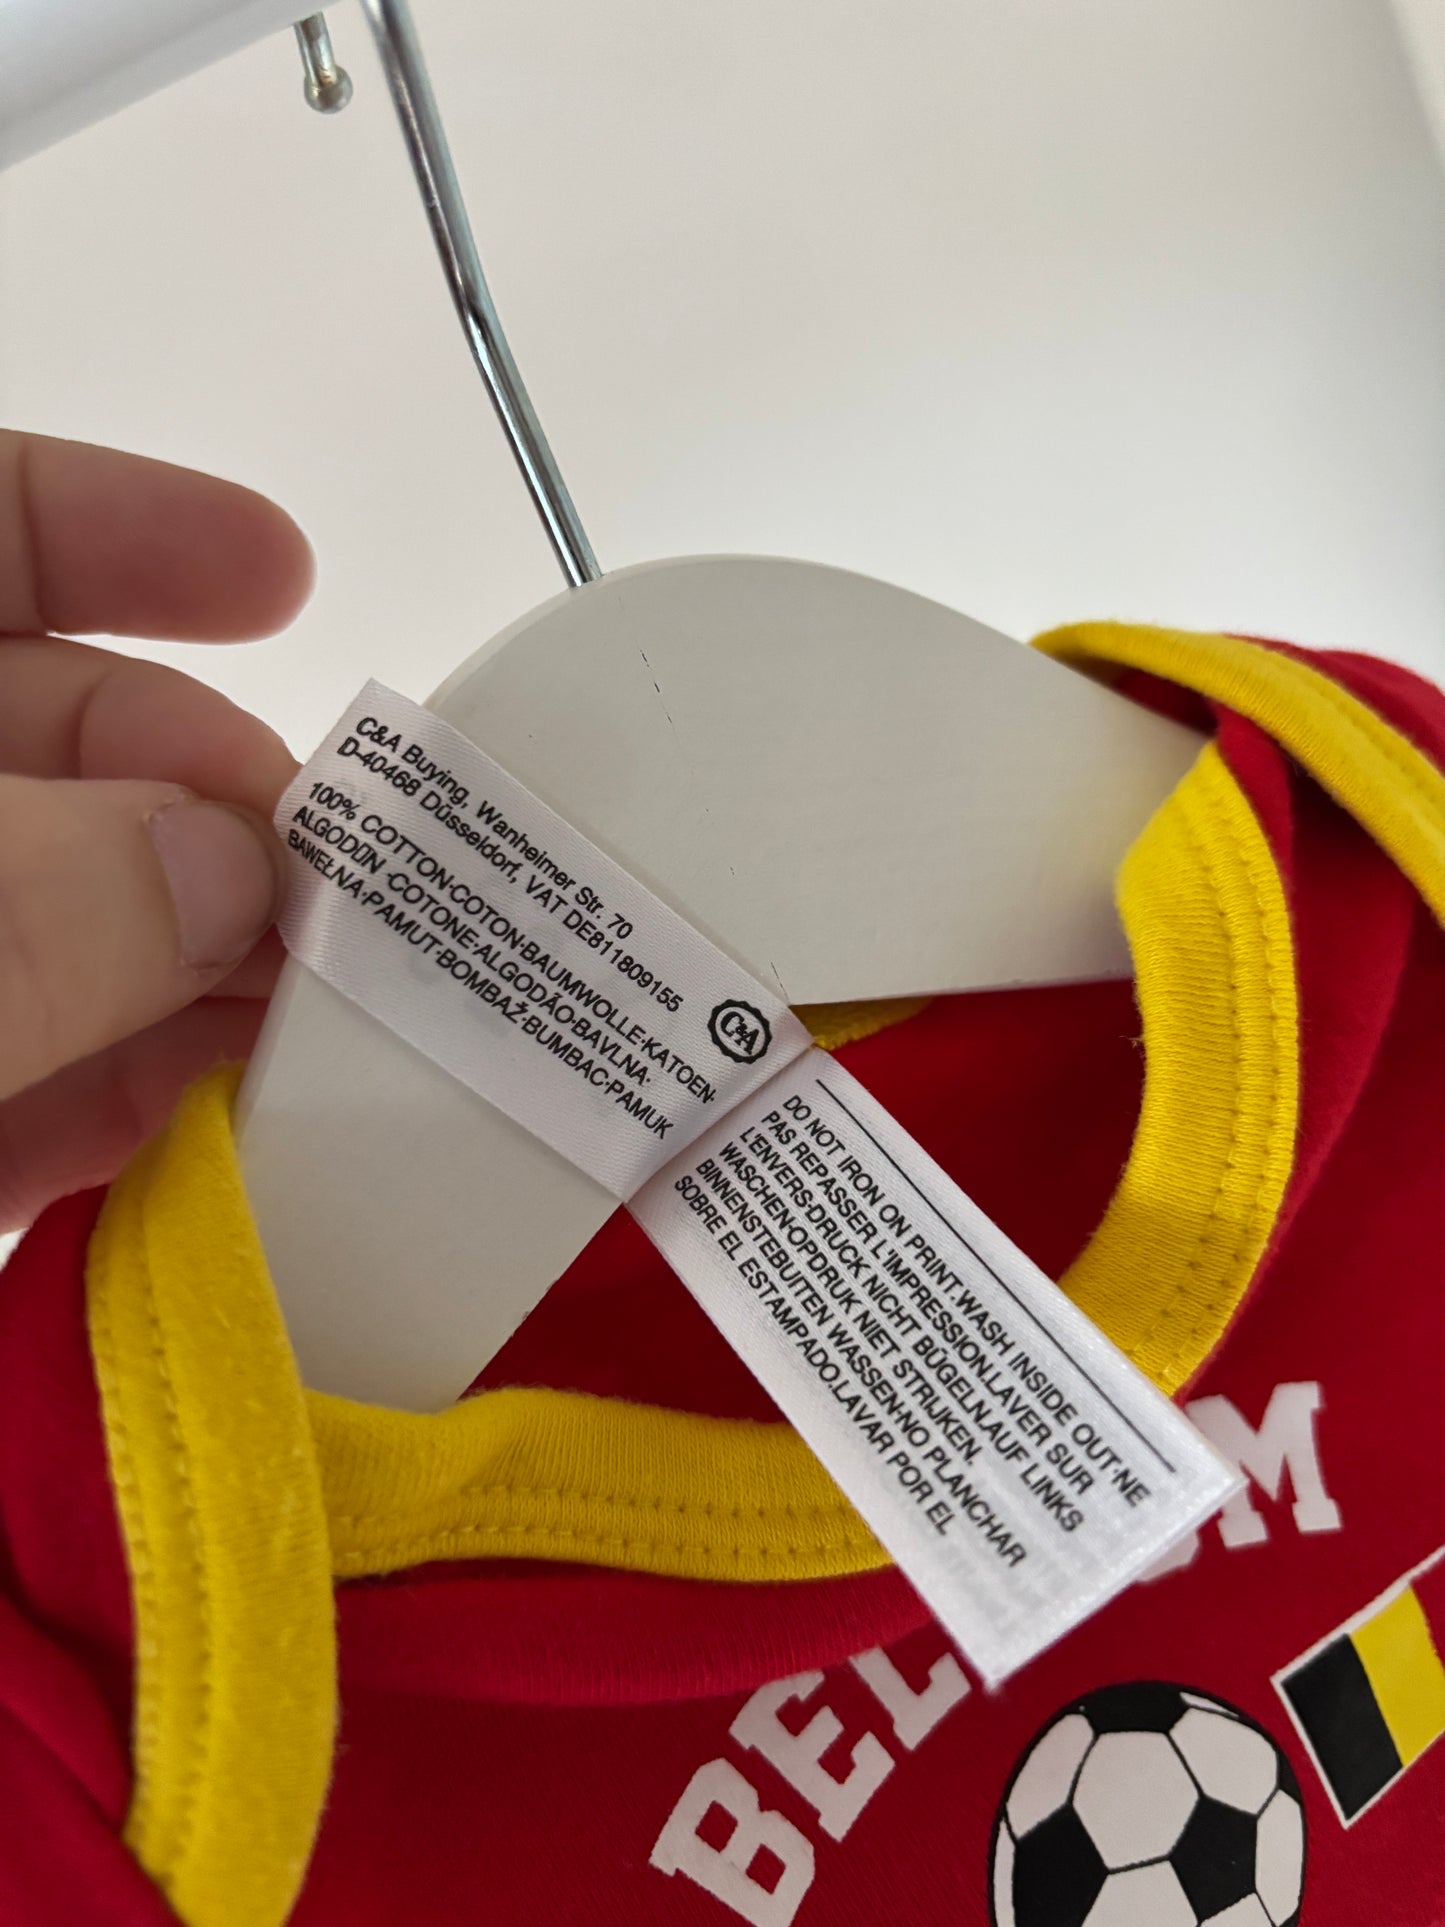 C&A Buying, Wanheimer Str. 70
D-40468 Düsseldorf, VAT DE811809155
100% COTTON·COTON·BAUMWOLLE·KATOEN·
ALGOD▯N ·COTONE·ALGODÃO·BAVLNA·
BAWEŁNA·PAMUT·BOMBAŽ·BUMBAC·PAMUK
C&A
DO NOT IRON ON PRINT.WASH INSIDE OUT·NE
PAS REPASSER L'IMPRESSION.LAVER SUR
L'ENVERS·DRUCK NICHT BÜGELN.AUF LINKS
WASCHEN·OPDRUK NIET STRIJKEN.
BINNENSTEBUITEN WASSEN·NO PLANCHAR
SOBRE EL ESTAMPADO.LAVAR POR EL